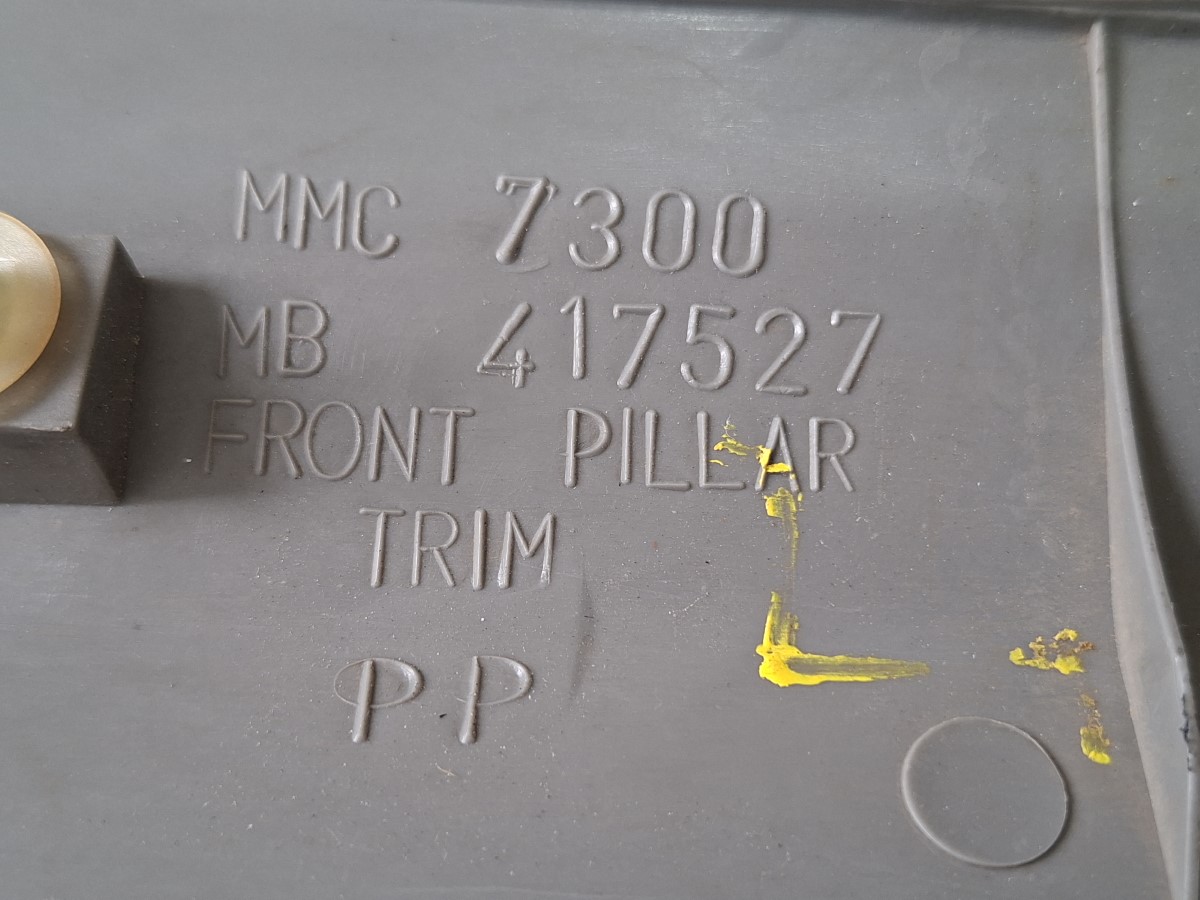 MMC 7300
MB 417527
FRONT PILLAR
TRIM
PP
L